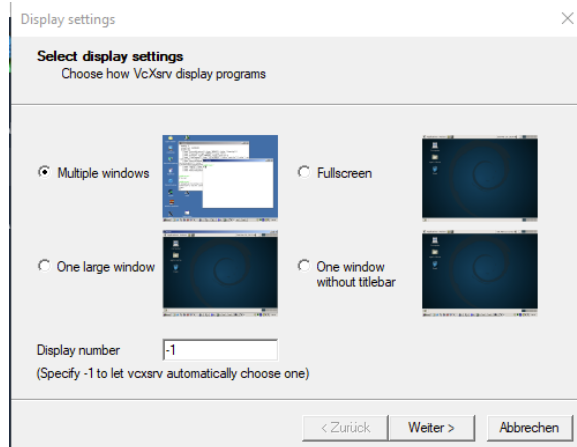 Display settings
Select display settings
Choose how VcXsrv display programs
Multiple windows
Fullscreen
One large window
One window
without titlebar
Display number
-1
(Specify -1 to let vcxsrv automatically choose one)
< Zurück
Weiter >
Abbrechen